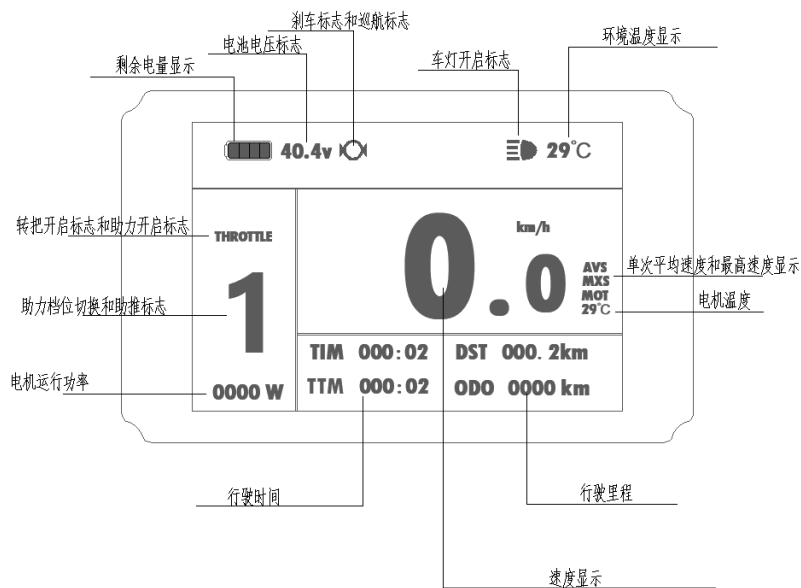 刹车标志和巡航标志
电池电压标志
环境温度显示
剩余电量显示
车灯开启标志
40.4v
29℃
转把开启标志和助力开启标志
THROTTLE
km/h
0.0
AVS
MXS
MOT
29℃
单次平均速度和最高速度显示
电机温度
助力档位切换和助推标志
1
TIM 000:02 DST 000.2km
电机运行功率
0000 W
TTM 000:02 ODO 0000 km
行驶时间
行驶里程
速度显示